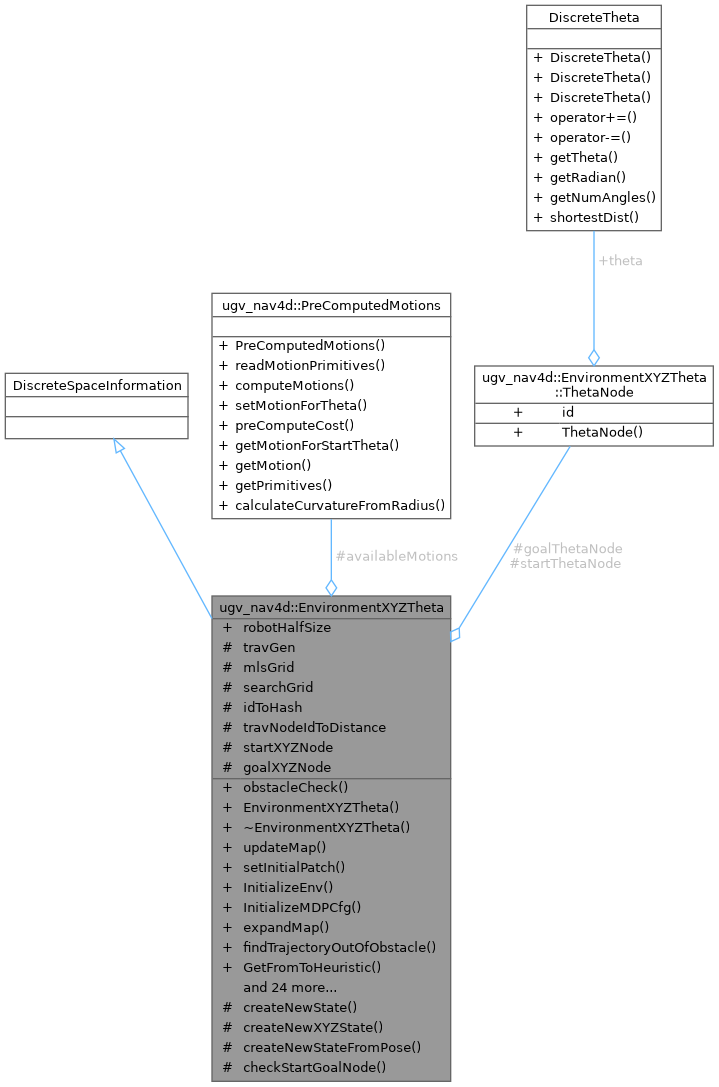 DiscreteTheta
+ DiscreteTheta()
+ DiscreteTheta()
+ DiscreteTheta()
+ operator+=()
+ operator-=()
+ getTheta()
+ getRadian()
+ getNumAngles()
+ shortestDist()
+theta
ugv_nav4d::PreComputedMotions
+ PreComputedMotions()
+ readMotionPrimitives()
+ computeMotions()
+ setMotionForTheta()
+ preComputeCost()
+ getMotionForStartTheta()
+ getMotion()
+ getPrimitives()
+ calculateCurvatureFromRadius()
DiscreteSpaceInformation
ugv_nav4d::EnvironmentXYZTheta
::ThetaNode
+ id
+ ThetaNode()
#availableMotions
#goalThetaNode
#startThetaNode
ugv_nav4d::EnvironmentXYZTheta
+ robotHalfSize
# travGen
# mlsGrid
# searchGrid
# idToHash
# travNodeIdToDistance
# startXYZNode
# goalXYZNode
+ obstacleCheck()
+ EnvironmentXYZTheta()
+ ~EnvironmentXYZTheta()
+ updateMap()
+ setInitialPatch()
+ InitializeEnv()
+ InitializeMDPCfg()
+ expandMap()
+ findTrajectoryOutOfObstacle()
+ GetFromToHeuristic()
and 24 more...
# createNewState()
# createNewXYZState()
# createNewStateFromPose()
# checkStartGoalNode()